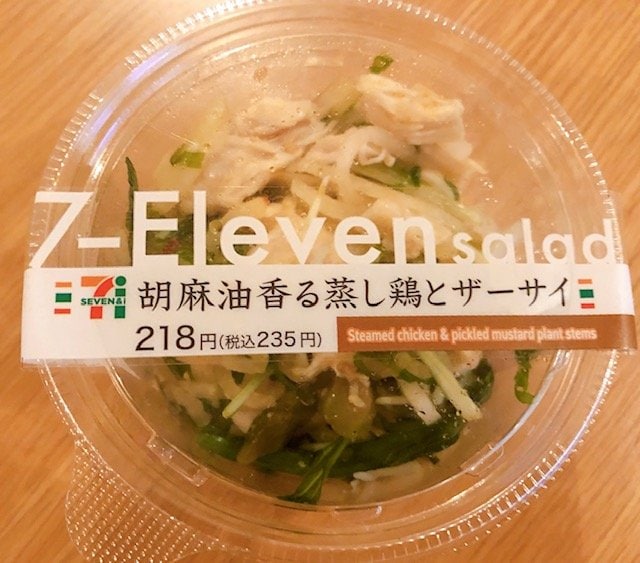 7-Eleven salad
SEVEN&i
胡麻油香る蒸し鶏とザーサイ
218円(税込235円)
Steamed chicken & pickled mustard plant stems